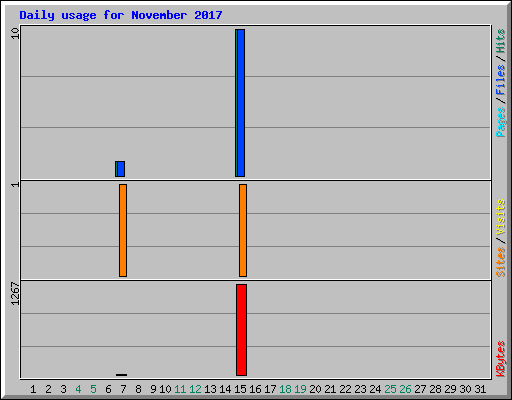 Daily usage for November 2017
10
Pages / Files / Hits
1
Sites / Visits
1267
KBytes
1 2 3 4 5 6 7 8 9 10 11 12 13 14 15 16 17 18 19 20 21 22 23 24 25 26 27 28 29 30 31